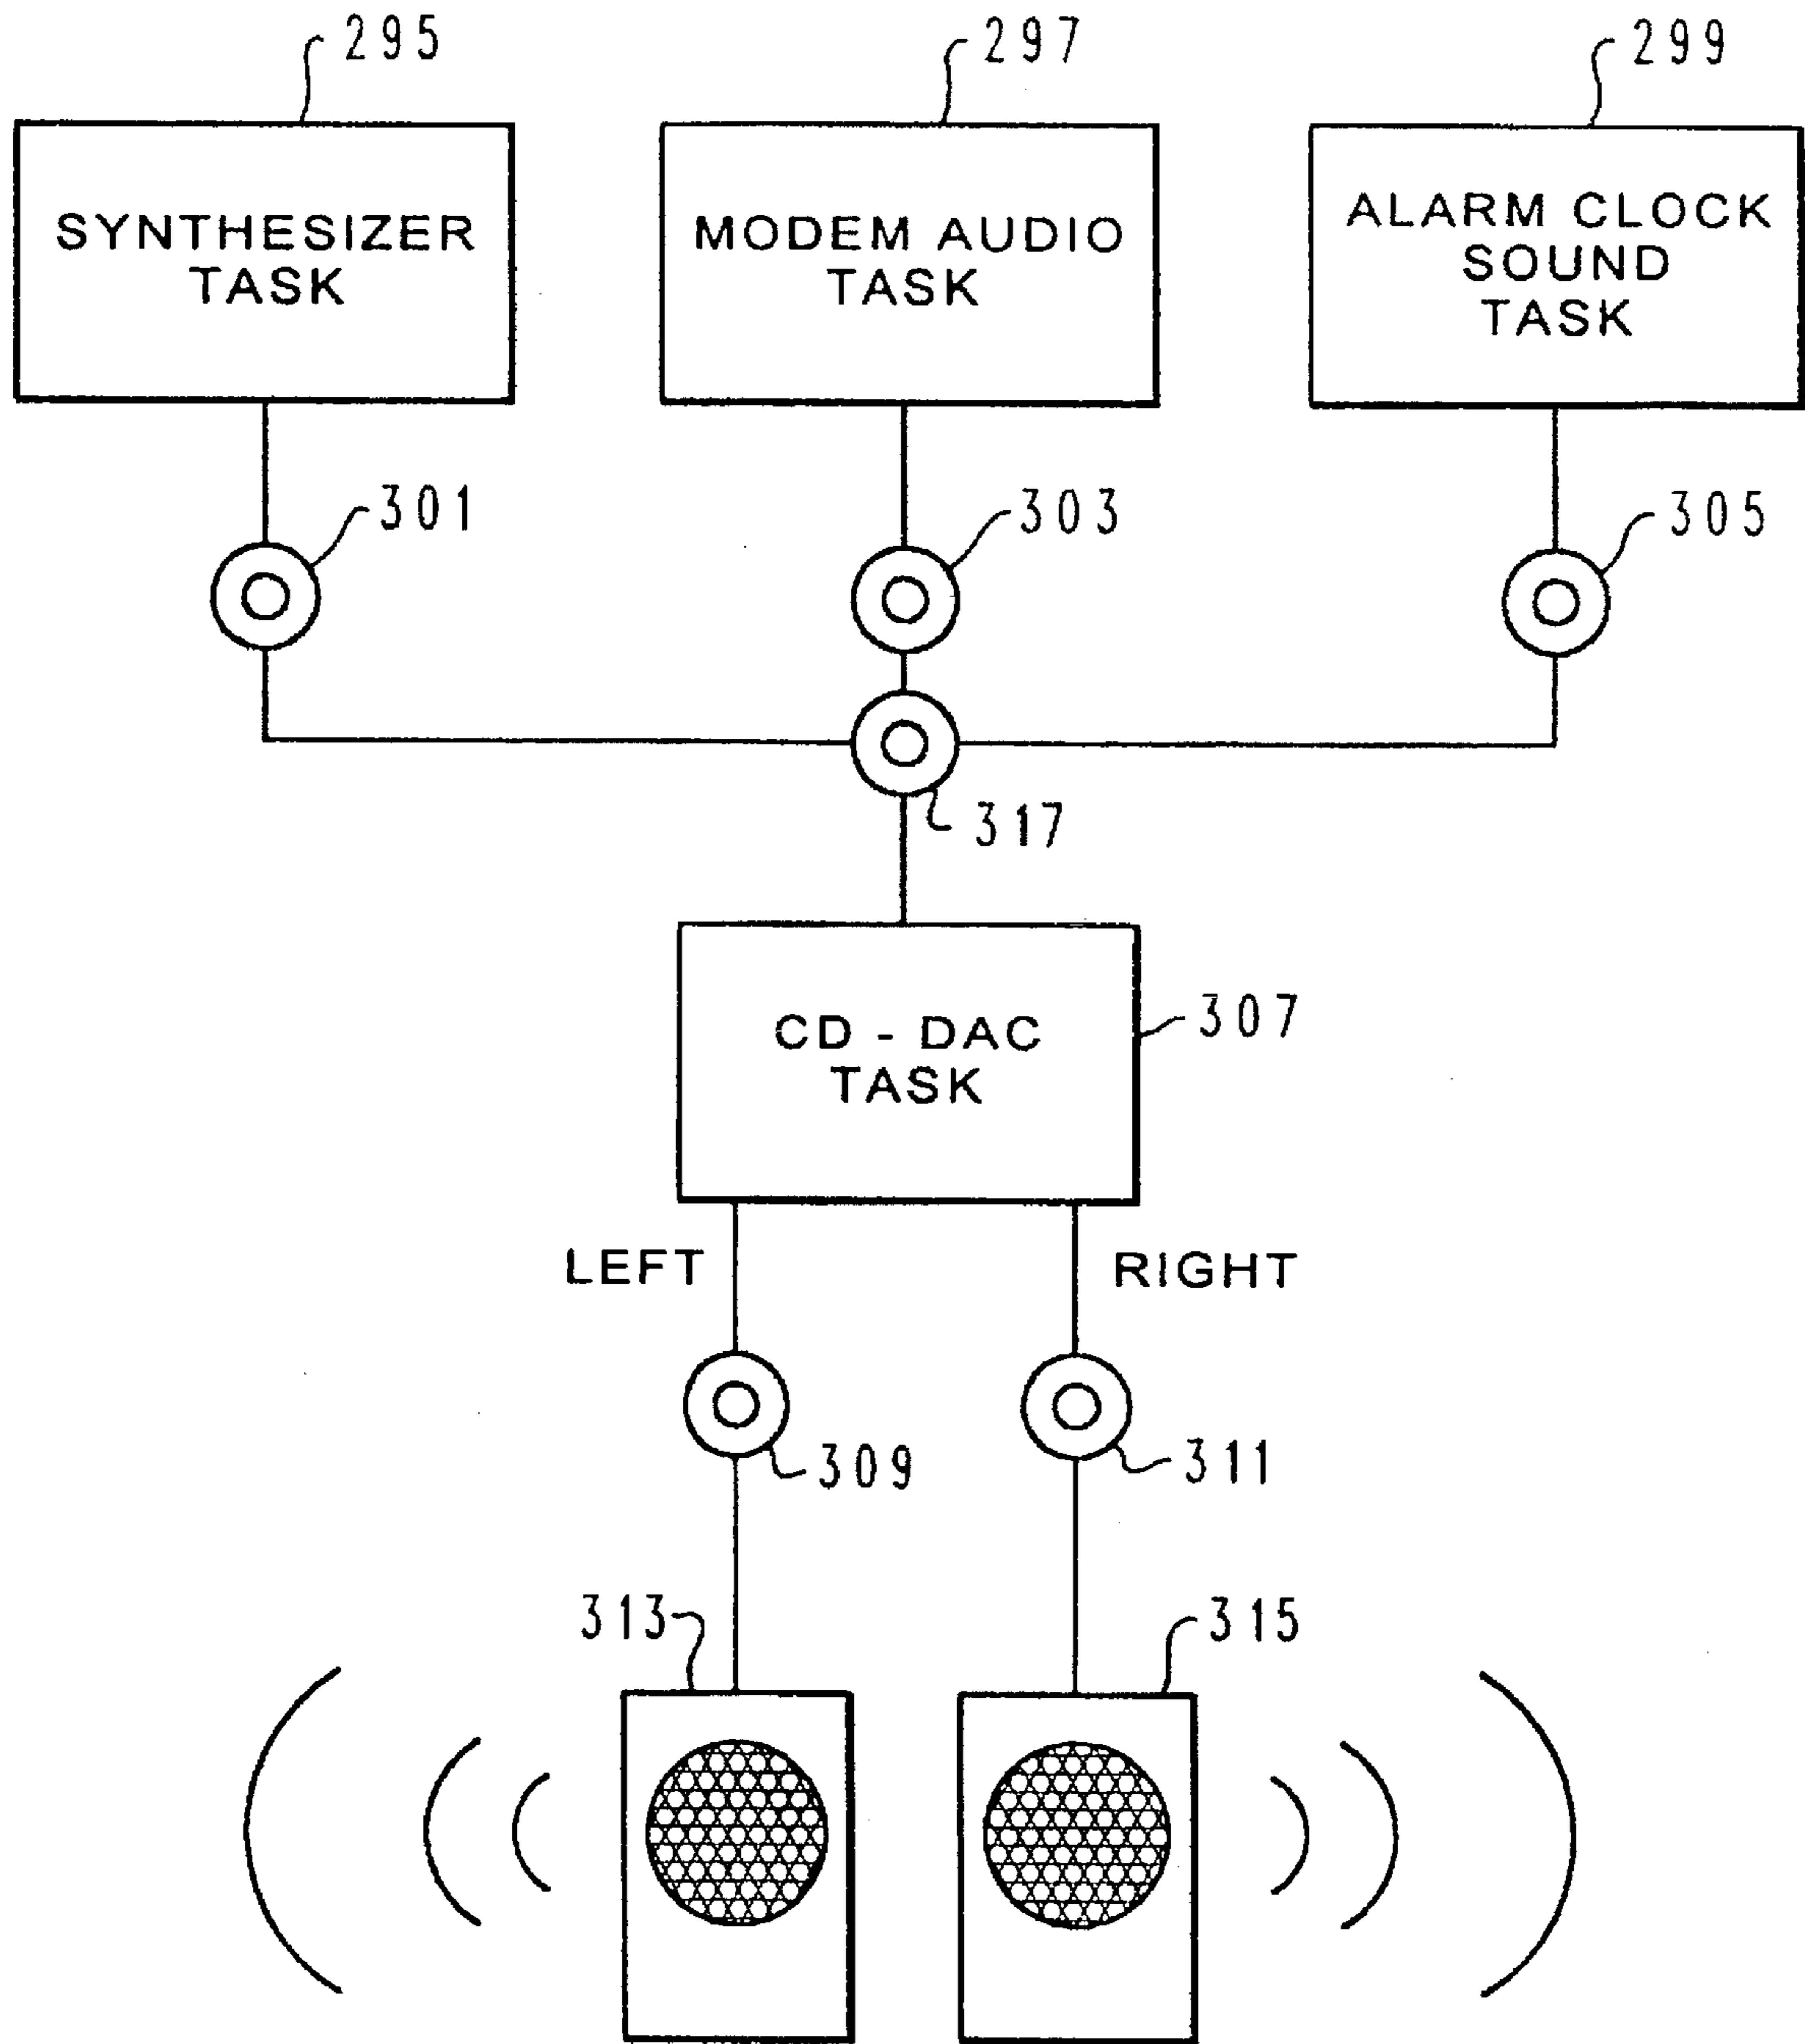 295
297
299
SYNTHESIZER
TASK
MODEM AUDIO
TASK
ALARM CLOCK
SOUND
TASK
301
303
305
317
CD - DAC
TASK
307
LEFT
RIGHT
309
311
313
315